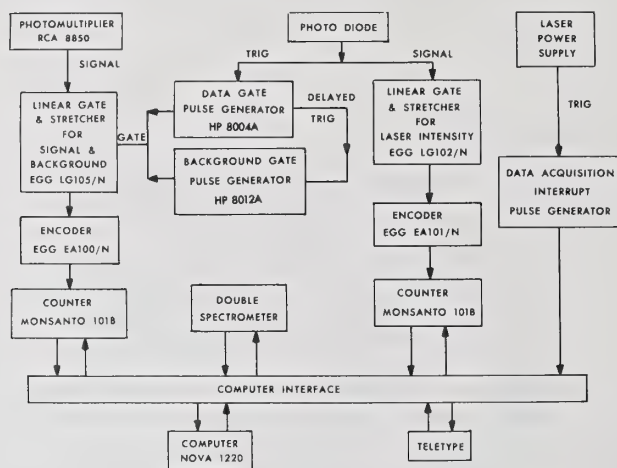 PHOTOMULTIPLIER
RCA 8850
PHOTO DIODE
LASER
POWER
SUPPLY
SIGNAL
TRIG
SIGNAL
TRIG
LINEAR GATE
& STRETCHER
FOR
SIGNAL &
BACKGROUND
EGG LG105/N
GATE
DATA GATE
PULSE GENERATOR
HP 8004A
DELAYED
TRIG
BACKGROUND GATE
PULSE GENERATOR
HP 8012A
LINEAR GATE
& STRETCHER
FOR
LASER INTENSITY
EGG LG102/N
DATA ACQUISITION
INTERRUPT
PULSE GENERATOR
ENCODER
EGG EA100/N
ENCODER
EGG EA101/N
COUNTER
MONSANTO 101B
DOUBLE
SPECTROMETER
COUNTER
MONSANTO 101B
COMPUTER INTERFACE
COMPUTER
NOVA 1220
TELETYPE